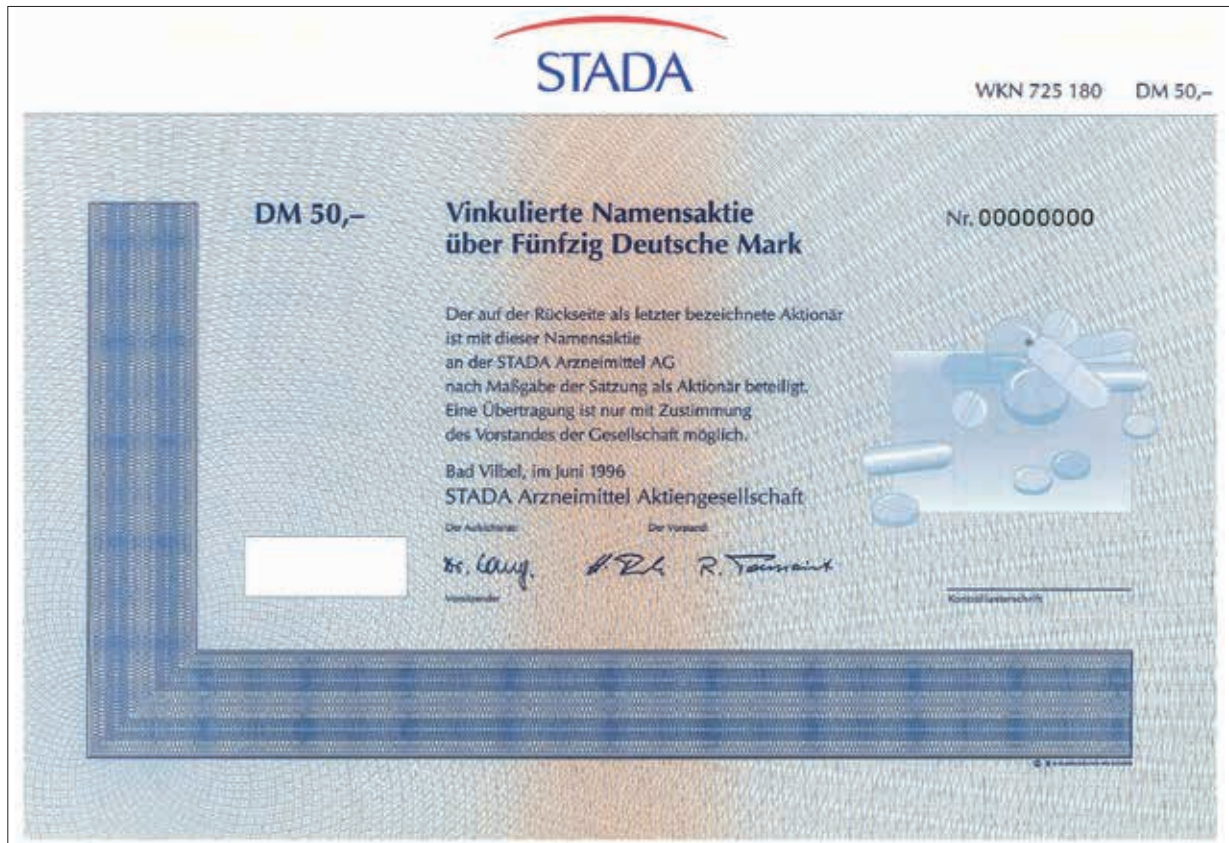 STADA
WKN 725 180 DM 50,–
DM 50,–
Vinkulierte Namensaktie
über Fünfzig Deutsche Mark
Nr. 00000000
Der auf der Rückseite als letzter bezeichnete Aktionär
ist mit dieser Namensaktie
an der STADA Arzneimittel AG
nach Maßgabe der Satzung als Aktionär beteiligt.
Eine Übertragung ist nur mit Zustimmung
des Vorstandes der Gesellschaft möglich.
Bad Vilbel, im Juni 1996
STADA Arzneimittel Aktiengesellschaft
Der Aufsichtsrat Der Vorstand
Dr. Lang. R. Toussaint
Vorsitzender
Kontrollunterschrift